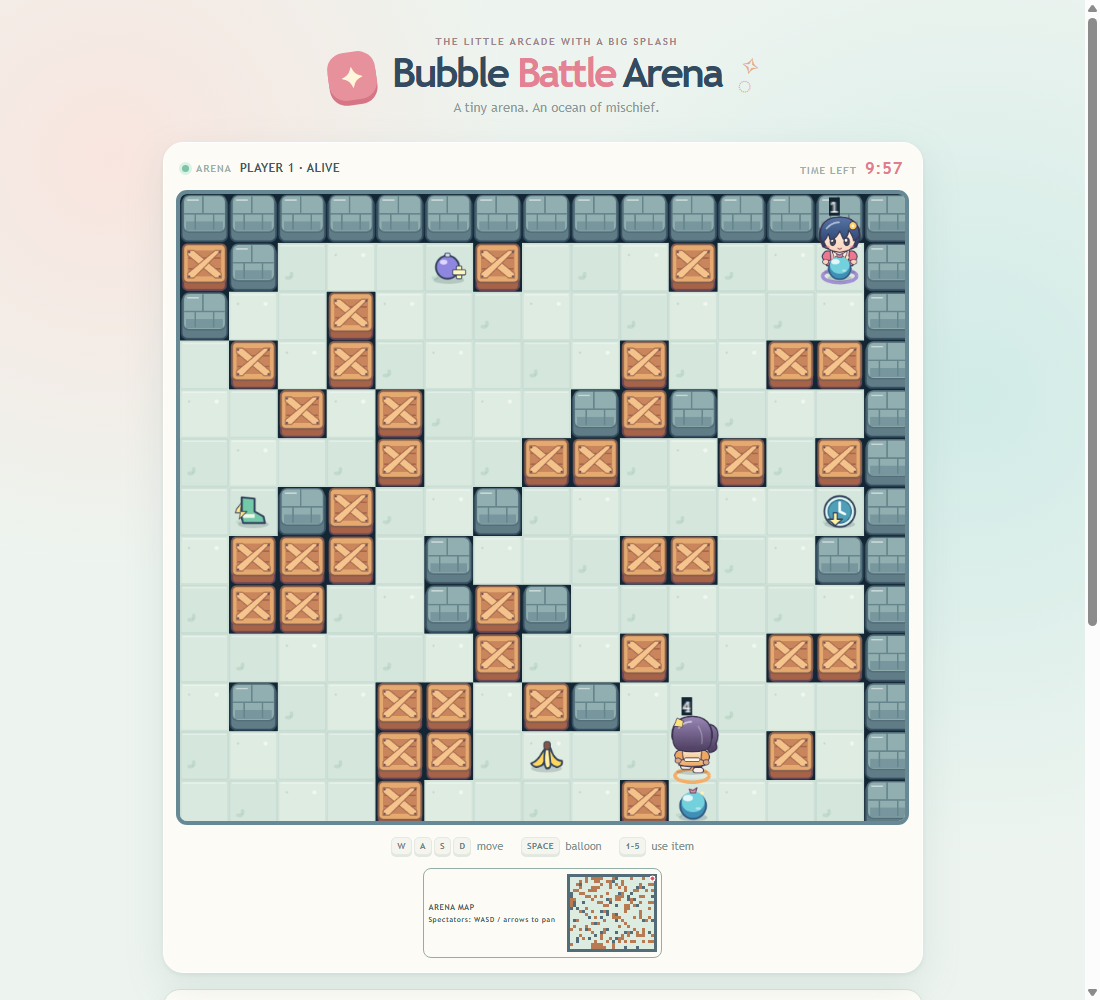 THE LITTLE ARCADE WITH A BIG SPLASH
Bubble Battle Arena
A tiny arena. An ocean of mischief.
ARENA PLAYER 1 · ALIVE
TIME LEFT 9:57
1
4
W A S D move SPACE balloon 1-5 use item
ARENA MAP
Spectators: WASD / arrows to pan